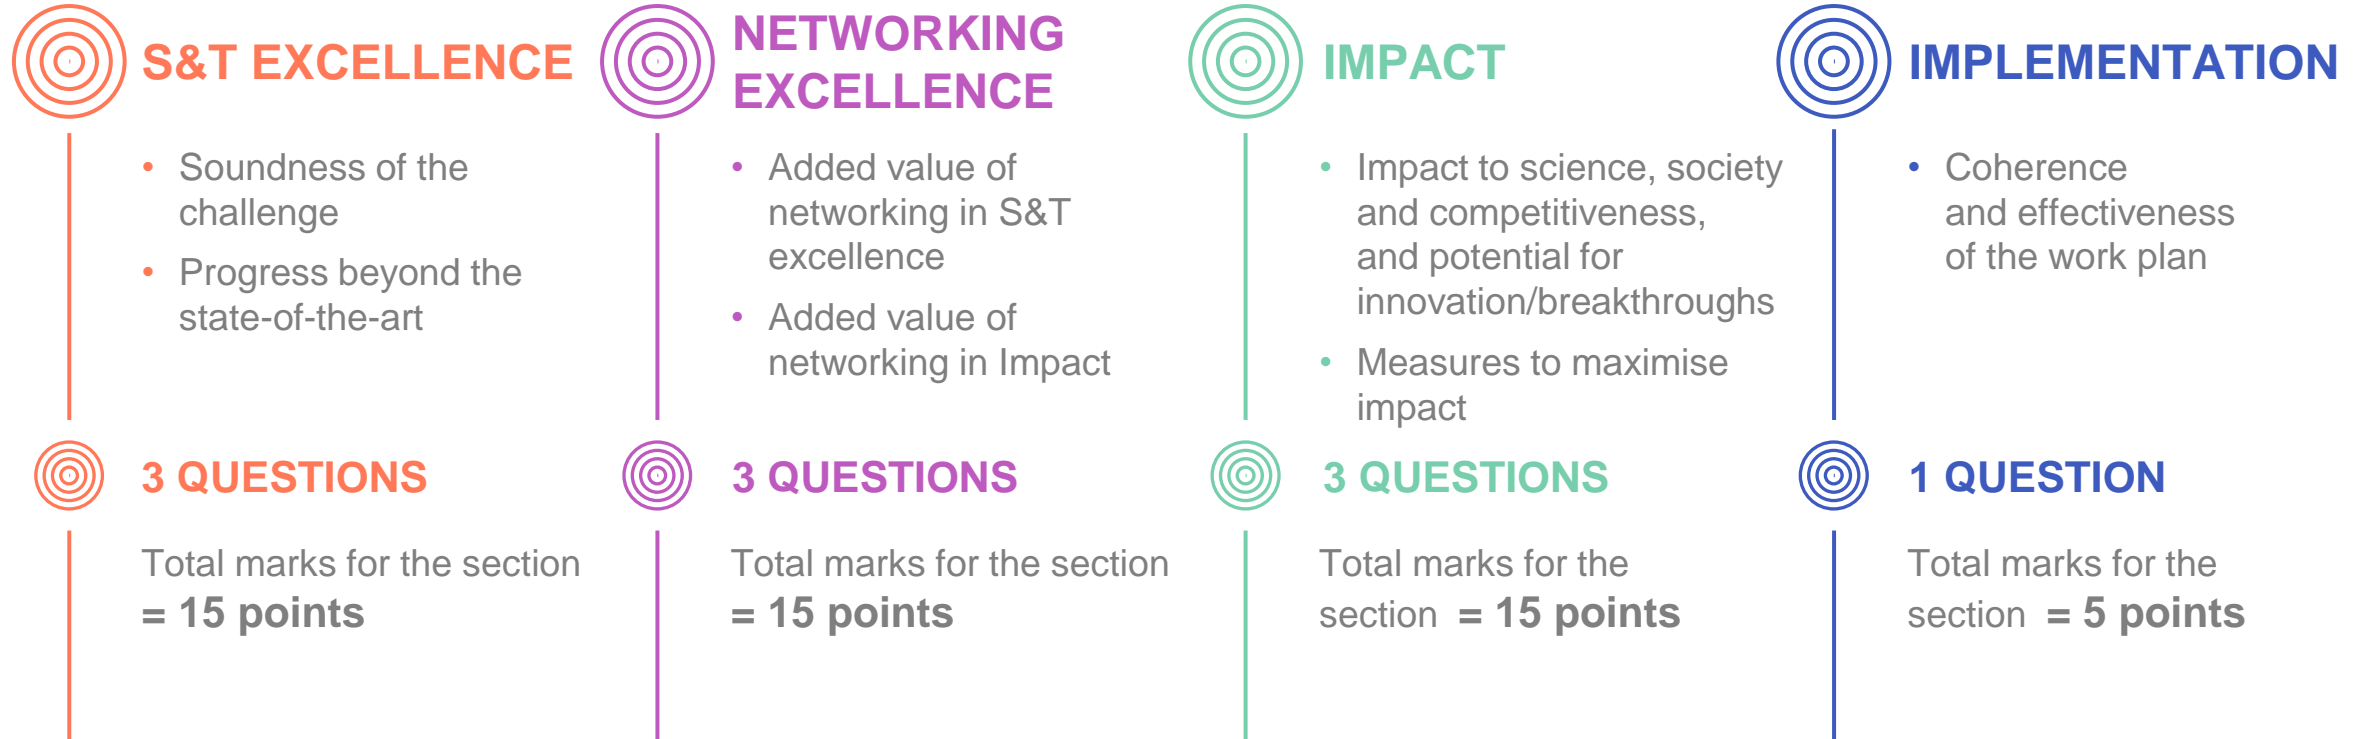 S&T EXCELLENCE
• Soundness of the
challenge
• Progress beyond the
state-of-the-art
3 QUESTIONS
Total marks for the section
= 15 points
NETWORKING
EXCELLENCE
• Added value of
networking in S&T
excellence
• Added value of
networking in Impact
3 QUESTIONS
Total marks for the section
= 15 points
IMPACT
• Impact to science, society
and competitiveness,
and potential for
innovation/breakthroughs
• Measures to maximise
impact
3 QUESTIONS
Total marks for the
section = 15 points
IMPLEMENTATION
• Coherence
and effectiveness
of the work plan
1 QUESTION
Total marks for the
section = 5 points